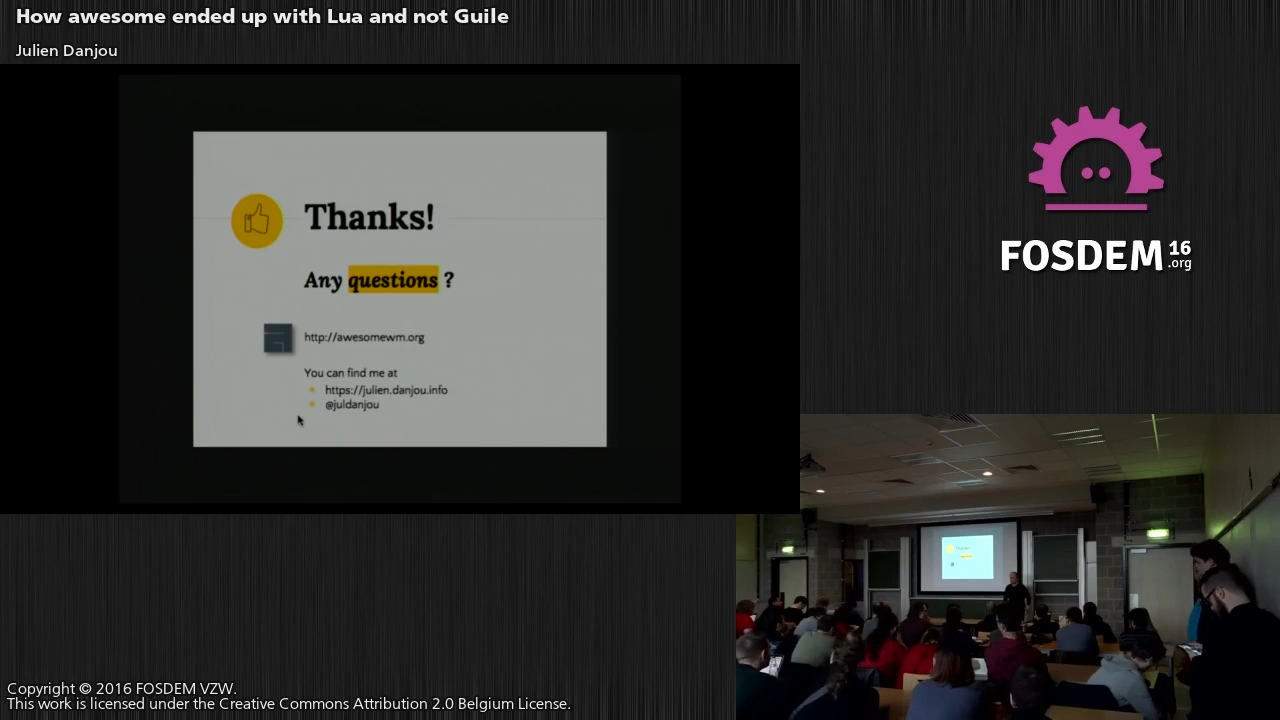 How awesome ended up with Lua and not Guile
Julien Danjou
Thanks!
Any questions ?
http://awesomewm.org
You can find me at
https://julien.danjou.info
@juldanjou
FOSDEM 16
.org
Thanks!
Copyright © 2016 FOSDEM VZW.
This work is licensed under the Creative Commons Attribution 2.0 Belgium License.